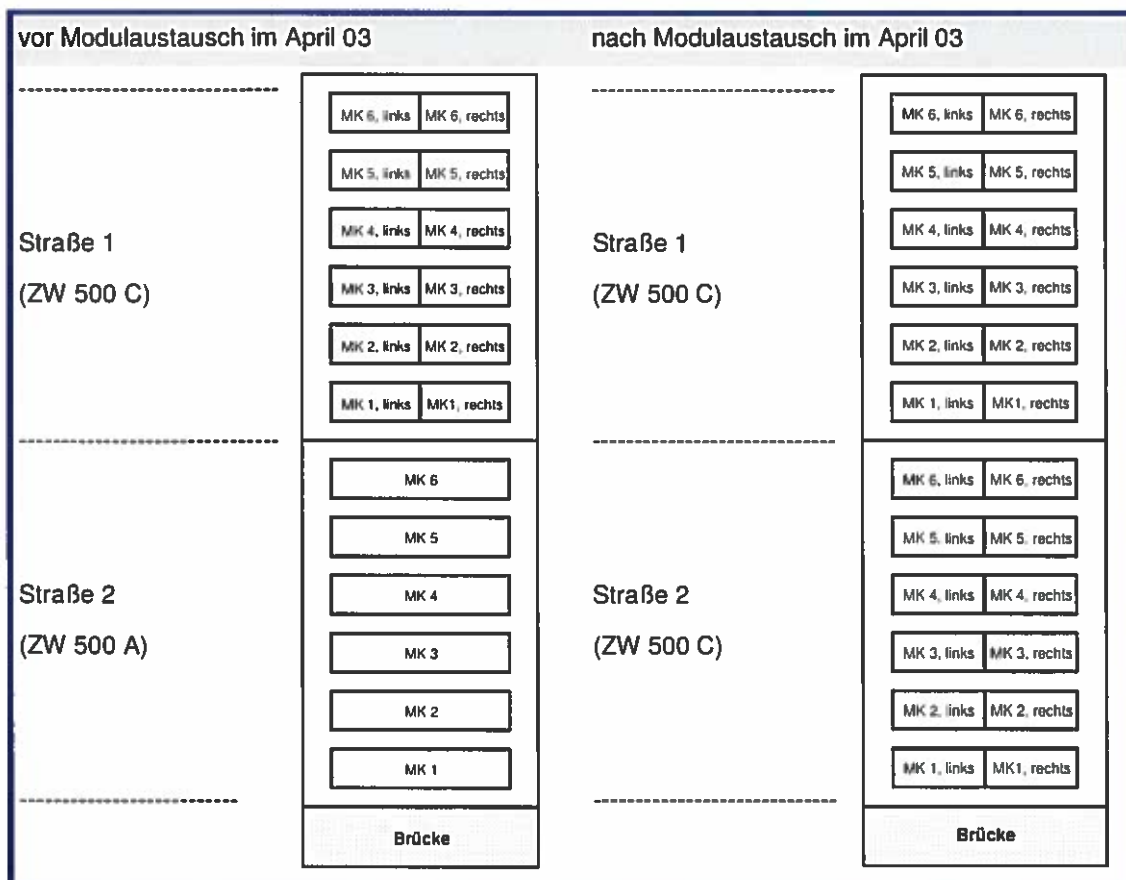 vor Modulaustausch im April 03
MK 6, links MK 6, rechts
MK 5, links MK 5, rechts
Straße 1
MK 4, links MK 4, rechts
(ZW 500 C)
MK 3, links MK 3, rechts
MK 2, links MK 2, rechts
MK 1, links MK1, rechts
MK 6
MK 5
Straße 2
MK 4
(ZW 500 A)
MK 3
MK 2
MK 1
Brücke
nach Modulaustausch im April 03
MK 6, links MK 6, rechts
MK 5, links MK 5, rechts
Straße 1
MK 4, links MK 4, rechts
(ZW 500 C)
MK 3, links MK 3, rechts
MK 2, links MK 2, rechts
MK 1, links MK1, rechts
MK 6, links MK 6, rechts
MK 5, links MK 5, rechts
Straße 2
MK 4, links MK 4, rechts
(ZW 500 C)
MK 3, links MK 3, rechts
MK 2, links MK 2, rechts
MK 1, links MK1, rechts
Brücke